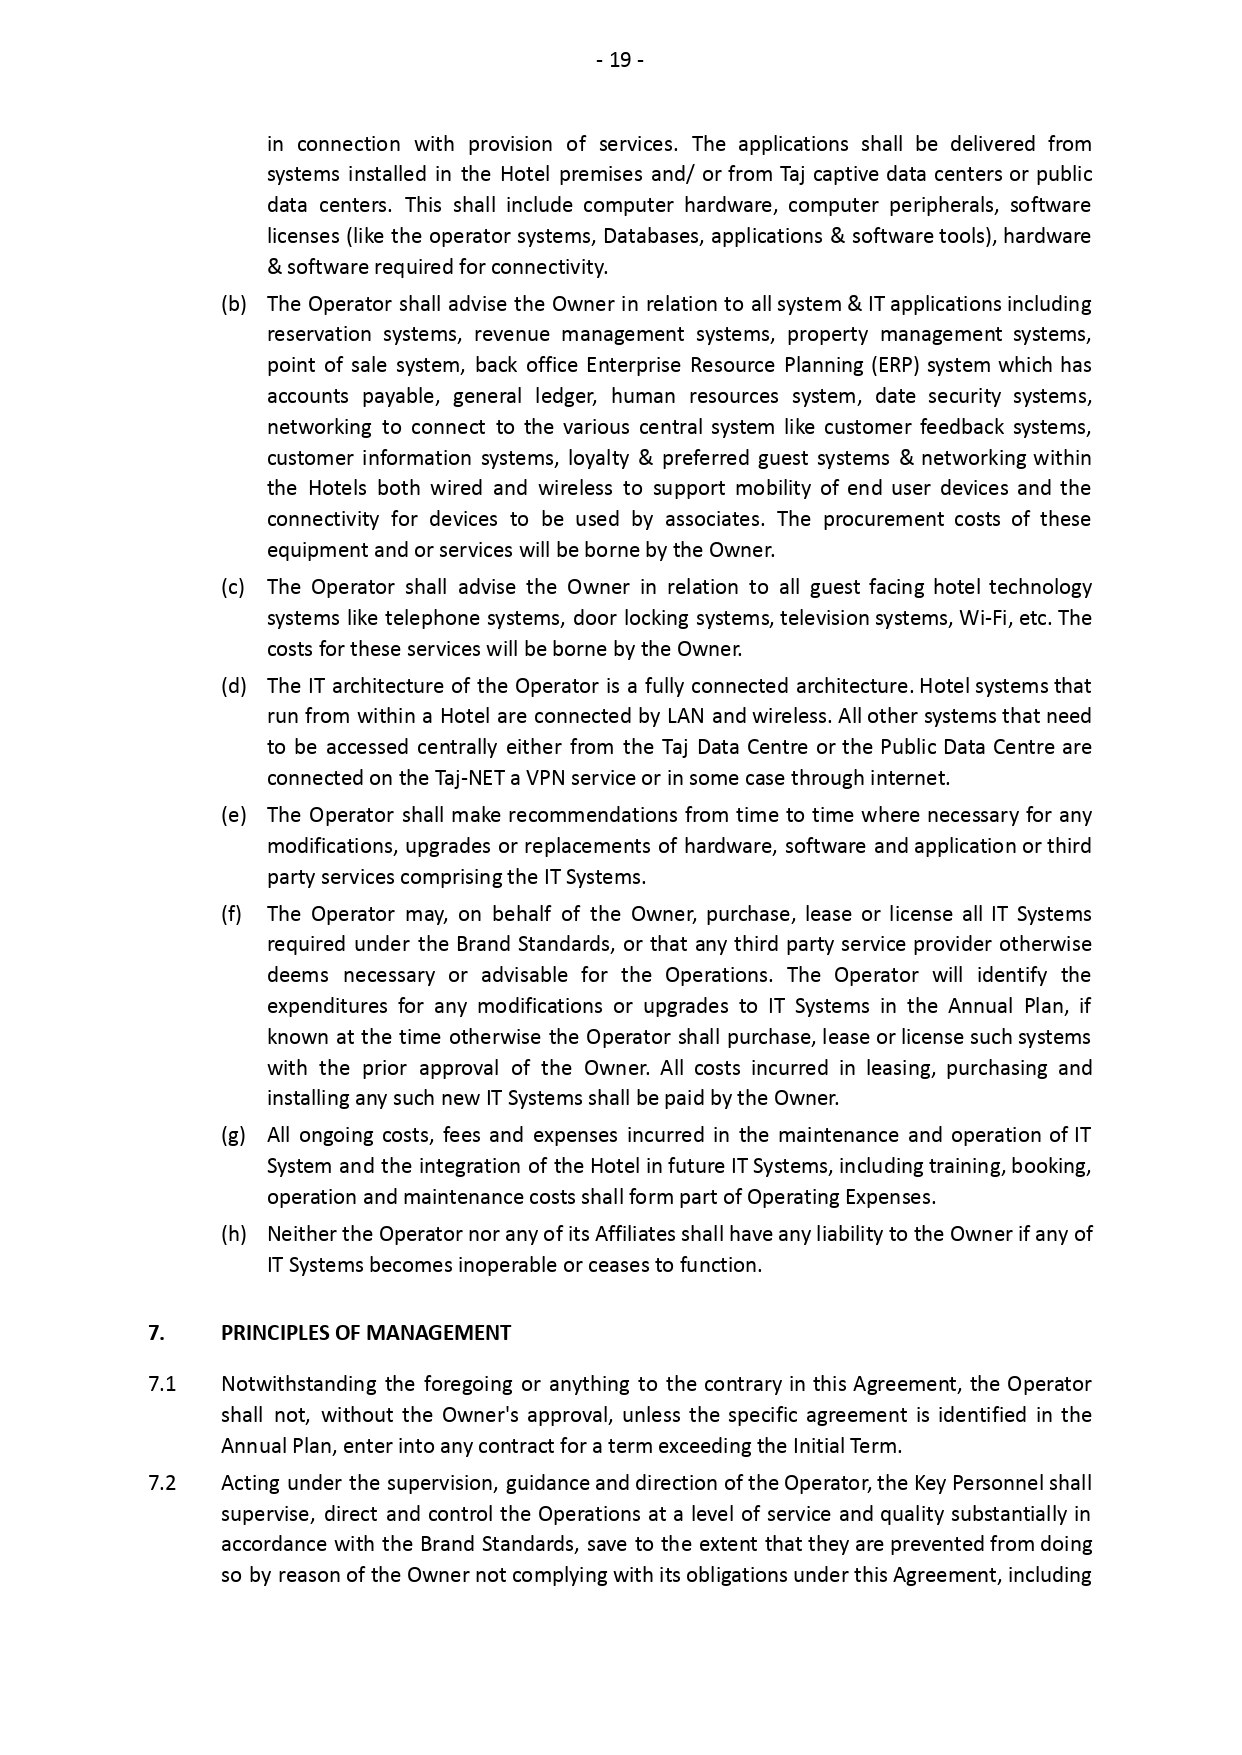 - 19 -
in connection with provision of services. The applications shall be delivered from
systems installed in the Hotel premises and/ or from Taj captive data centers or public
data centers. This shall include computer hardware, computer peripherals, software
licenses (like the operator systems, Databases, applications & software tools), hardware
& software required for connectivity.
(b) The Operator shall advise the Owner in relation to all system & IT applications including
reservation systems, revenue management systems, property management systems,
point of sale system, back office Enterprise Resource Planning (ERP) system which has
accounts payable, general ledger, human resources system, date security systems,
networking to connect to the various central system like customer feedback systems,
customer information systems, loyalty & preferred guest systems & networking within
the Hotels both wired and wireless to support mobility of end user devices and the
connectivity for devices to be used by associates. The procurement costs of these
equipment and or services will be borne by the Owner.
(c) The Operator shall advise the Owner in relation to all guest facing hotel technology
systems like telephone systems, door locking systems, television systems, Wi-Fi, etc. The
costs for these services will be borne by the Owner.
(d) The IT architecture of the Operator is a fully connected architecture. Hotel systems that
run from within a Hotel are connected by LAN and wireless. All other systems that need
to be accessed centrally either from the Taj Data Centre or the Public Data Centre are
connected on the Taj-NET a VPN service or in some case through internet.
(e) The Operator shall make recommendations from time to time where necessary for any
modifications, upgrades or replacements of hardware, software and application or third
party services comprising the IT Systems.
(f) The Operator may, on behalf of the Owner, purchase, lease or license all IT Systems
required under the Brand Standards, or that any third party service provider otherwise
deems necessary or advisable for the Operations. The Operator will identify the
expenditures for any modifications or upgrades to IT Systems in the Annual Plan, if
known at the time otherwise the Operator shall purchase, lease or license such systems
with the prior approval of the Owner. All costs incurred in leasing, purchasing and
installing any such new IT Systems shall be paid by the Owner.
(g) All ongoing costs, fees and expenses incurred in the maintenance and operation of IT
System and the integration of the Hotel in future IT Systems, including training, booking,
operation and maintenance costs shall form part of Operating Expenses.
(h) Neither the Operator nor any of its Affiliates shall have any liability to the Owner if any of
IT Systems becomes inoperable or ceases to function.
7. PRINCIPLES OF MANAGEMENT
7.1 Notwithstanding the foregoing or anything to the contrary in this Agreement, the Operator
shall not, without the Owner's approval, unless the specific agreement is identified in the
Annual Plan, enter into any contract for a term exceeding the Initial Term.
7.2 Acting under the supervision, guidance and direction of the Operator, the Key Personnel shall
supervise, direct and control the Operations at a level of service and quality substantially in
accordance with the Brand Standards, save to the extent that they are prevented from doing
so by reason of the Owner not complying with its obligations under this Agreement, including